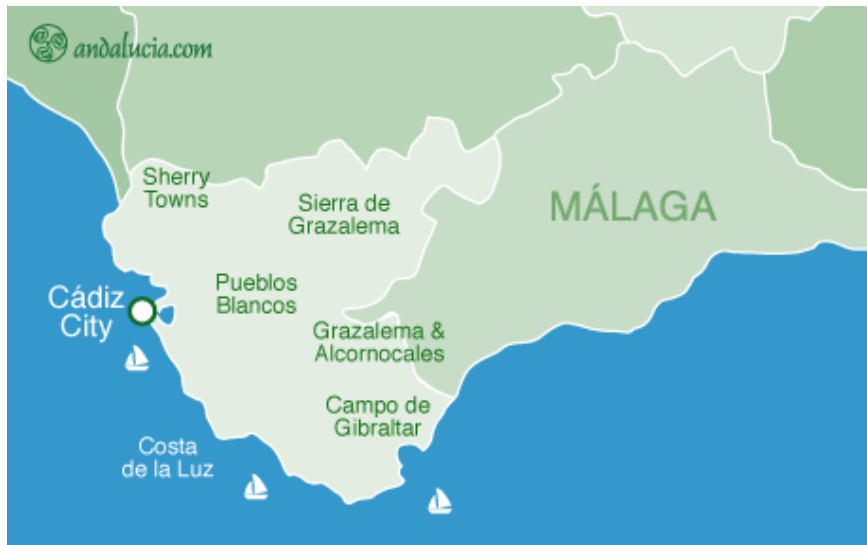 andalucia.com
Sherry
Towns
Sierra de
Grazalema
MÁLAGA
Pueblos
Blancos
Cádiz
City
Grazalema &
Alcornocales
Campo de
Gibraltar
Costa
de la Luz